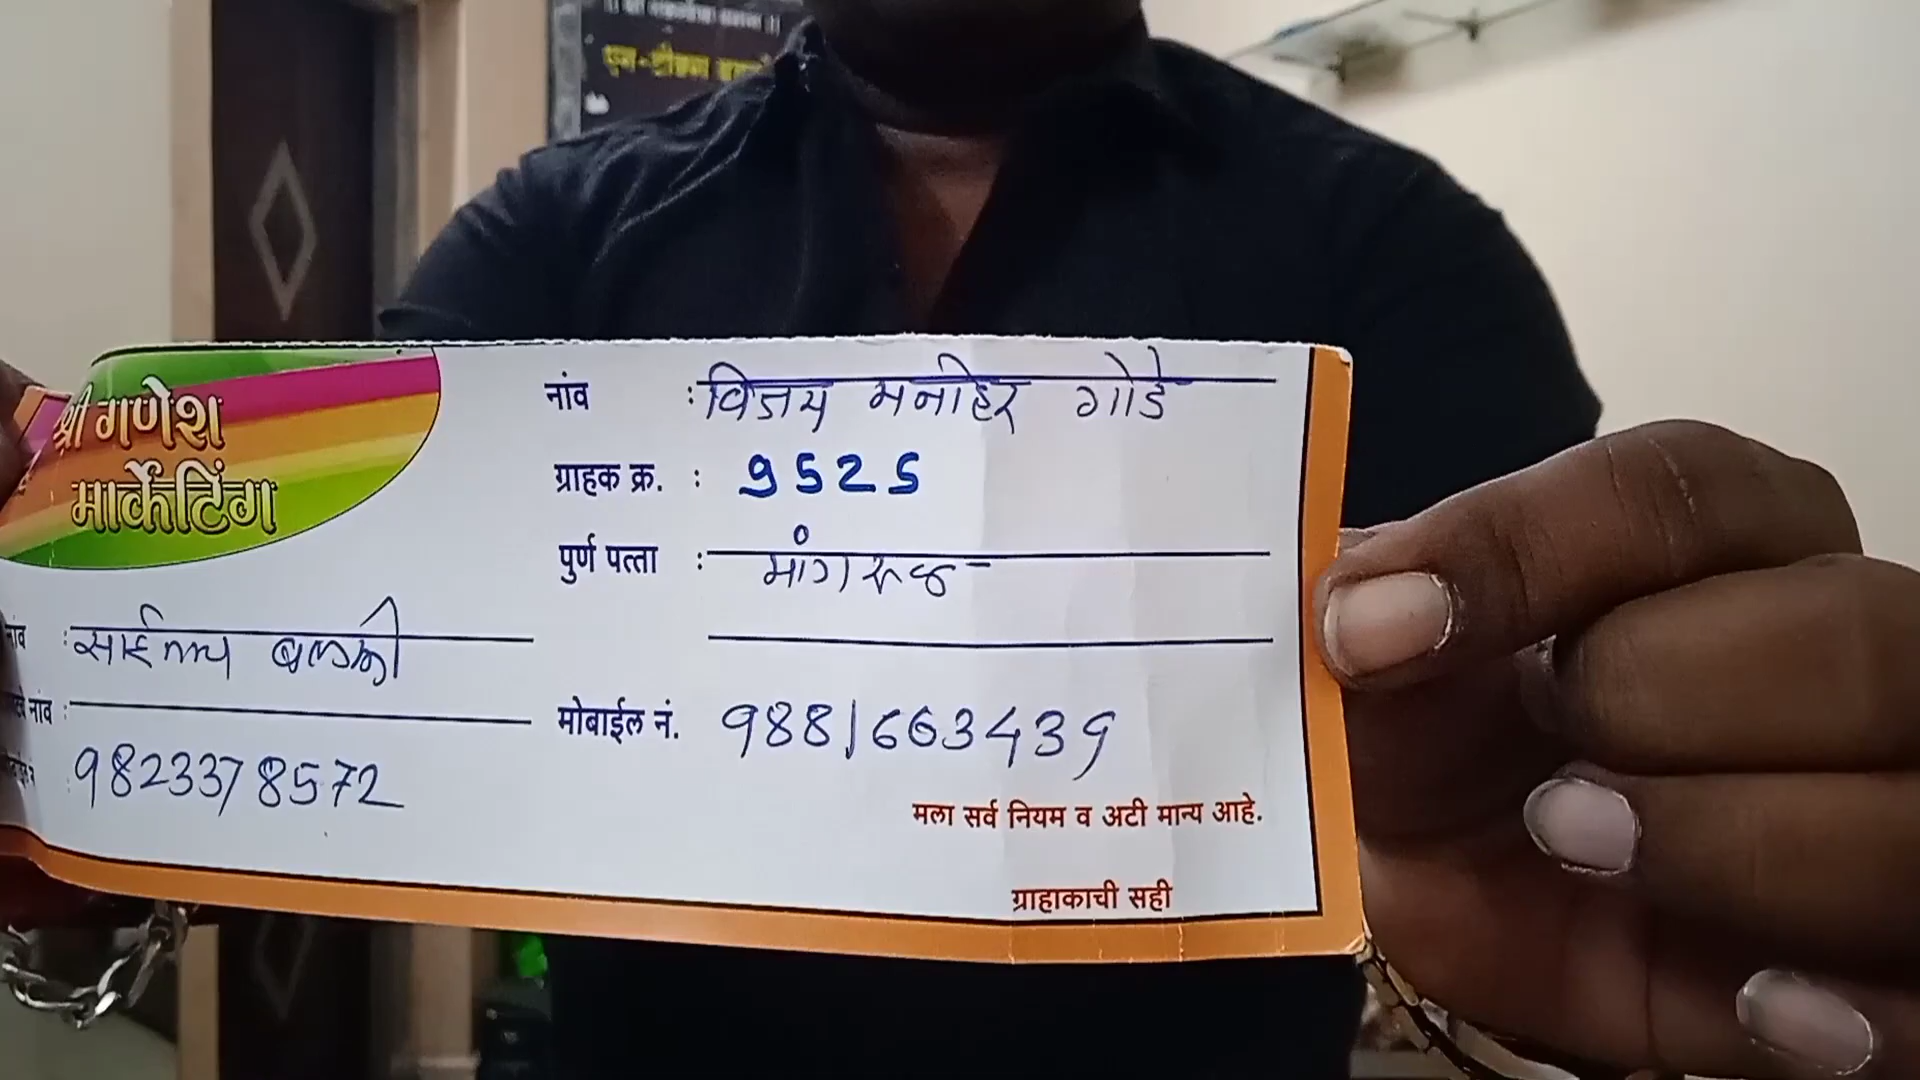 श्री गणेश
मार्केटिंग
नांव : विजय मनोहर गोडे
ग्राहक क्र. : 9525
पुर्ण पत्ता : मांगरुळ
नांव :
नांव :
9823378572
मोबाईल नं. 9881663439
मला सर्व नियम व अटी मान्य आहे.
ग्राहाकाची सही